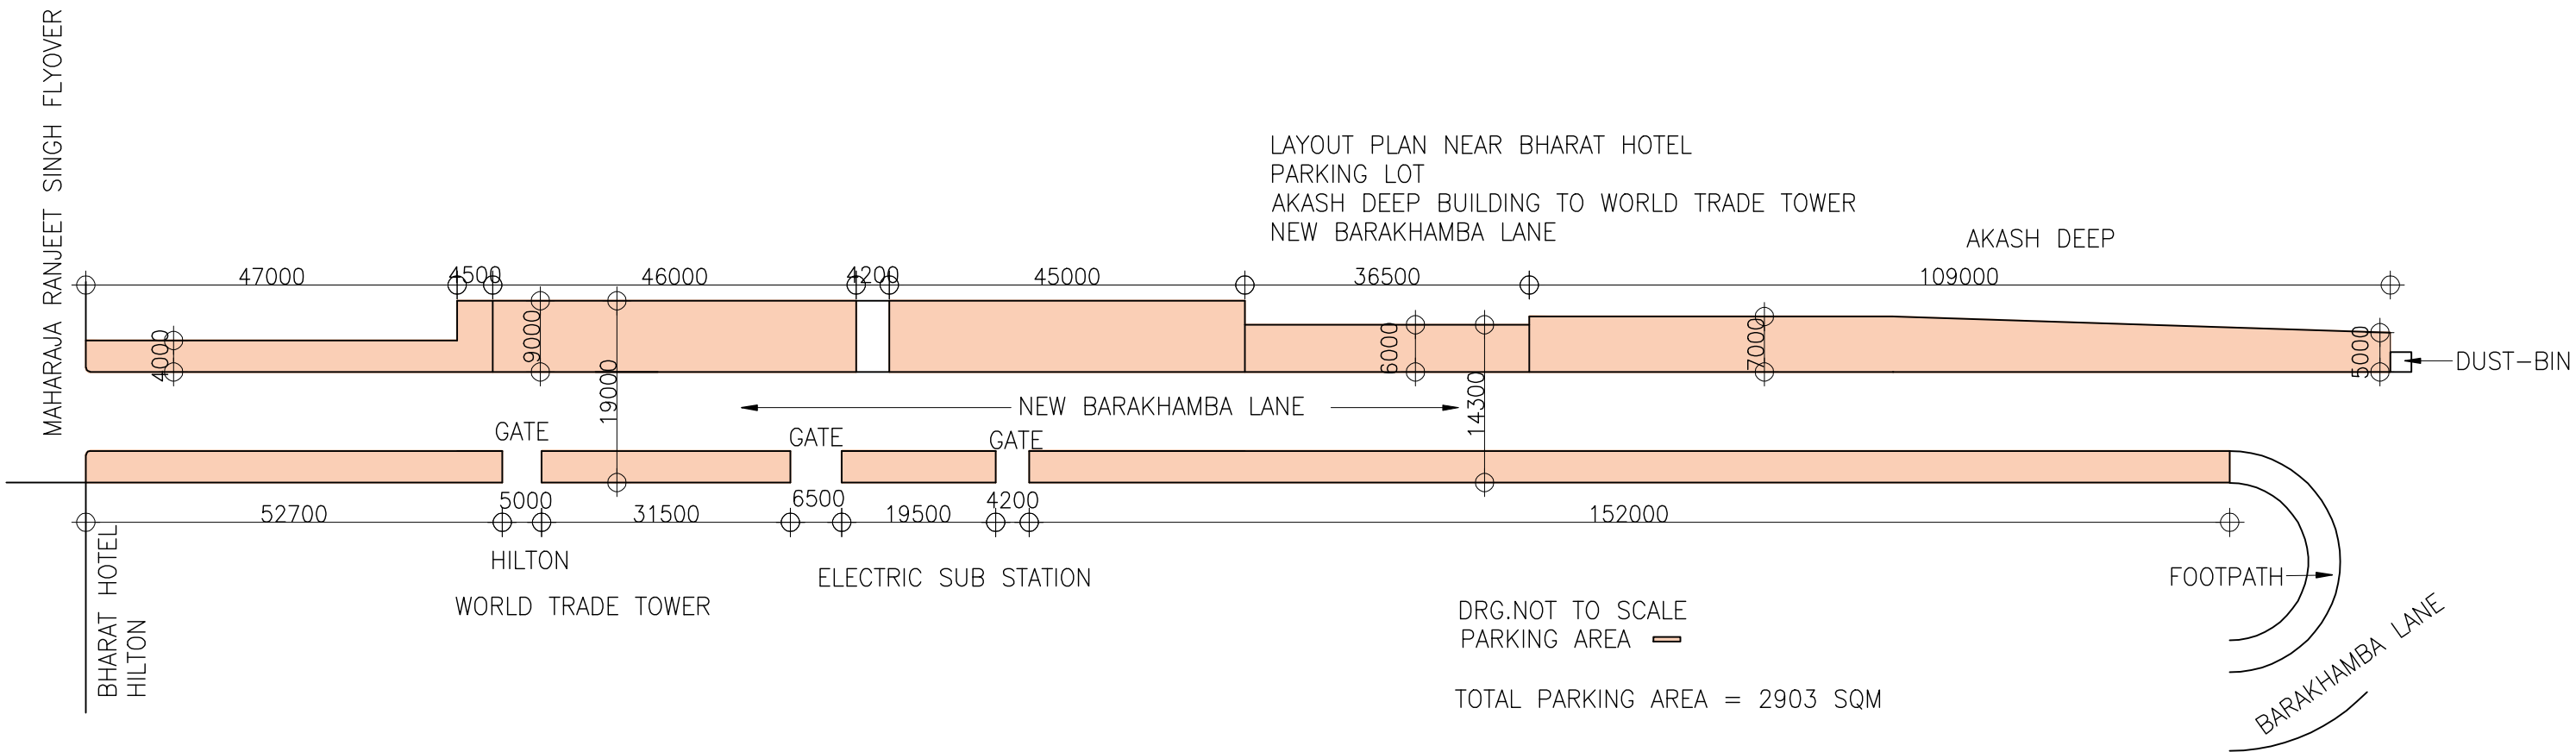 MAHARAJA RANJEET SINGH FLYOVER
LAYOUT PLAN NEAR BHARAT HOTEL
PARKING LOT
AKASH DEEP BUILDING TO WORLD TRADE TOWER
NEW BARAKHAMBA LANE
AKASH DEEP
47000
4500
46000
4200
45000
36500
109000
4000
9000
19000
6000
14300
7000
5000
DUST-BIN
NEW BARAKHAMBA LANE
GATE
GATE
GATE
52700
5000
31500
6500
19500
4200
152000
BHARAT HOTEL
HILTON
HILTON
WORLD TRADE TOWER
ELECTRIC SUB STATION
FOOTPATH
BARAKHAMBA LANE
DRG.NOT TO SCALE
PARKING AREA
TOTAL PARKING AREA = 2903 SQM